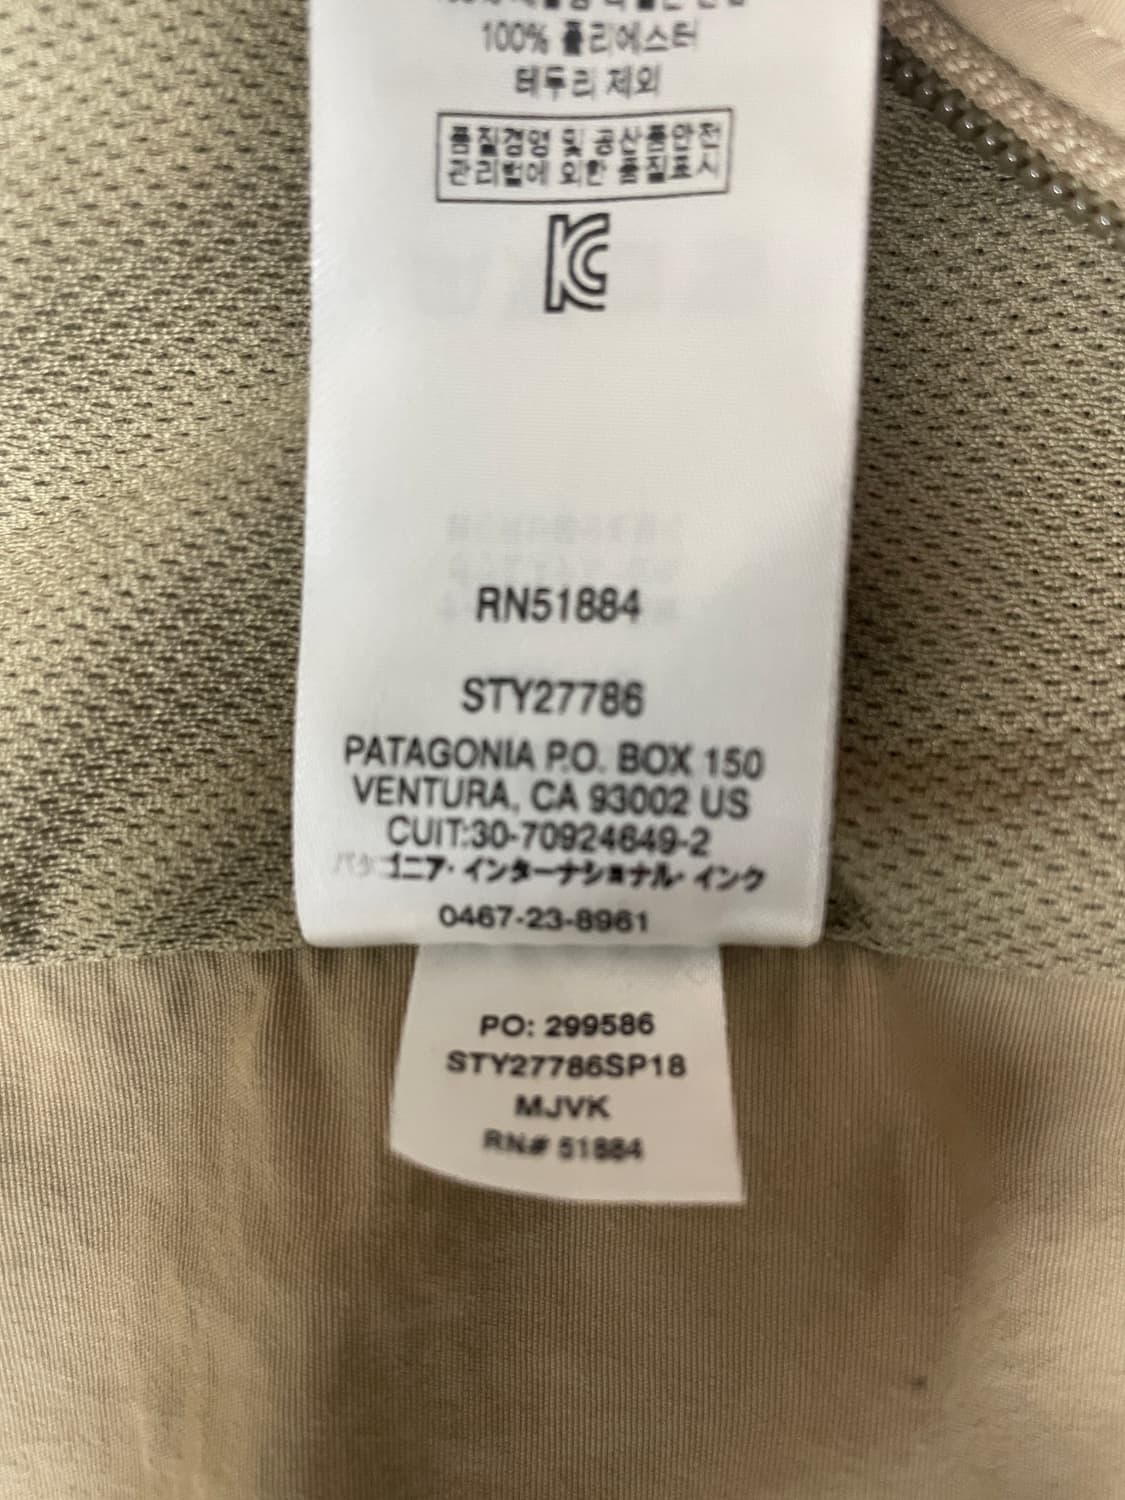 100% 폴리에스터
테두리 제외
품질경영 및 공산품안전
관리법에 의한 품질표시
KC
RN51884
STY27786
PATAGONIA P.O. BOX 150
VENTURA, CA 93002 US
CUIT:30-70924649-2
パタゴニア・インターナショナル・インク
0467-23-8961
PO: 299586
STY27786SP18
MJVK
RN# 51884